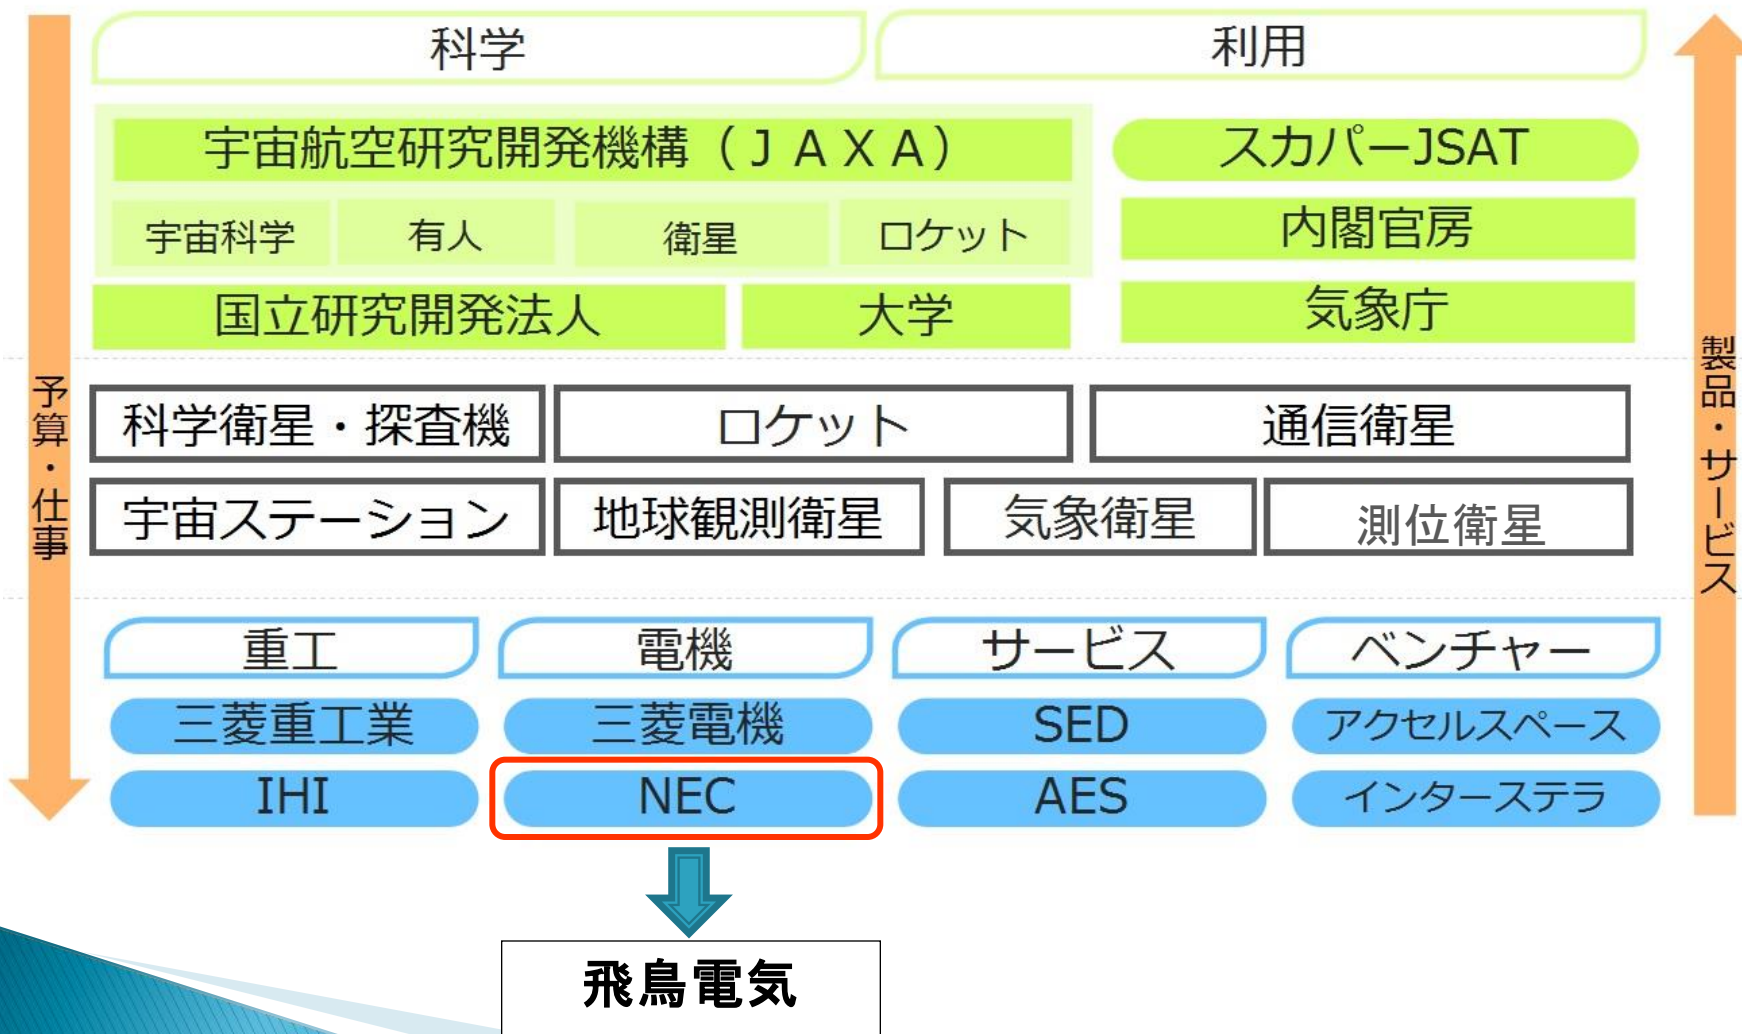 科学
利用
宇宙航空研究開発機構（ＪＡＸＡ）
スカパーJSAT
宇宙科学
有人
衛星
ロケット
内閣官房
国立研究開発法人
大学
気象庁
予算・仕事
製品・サービス
科学衛星・探査機
ロケット
通信衛星
宇宙ステーション
地球観測衛星
気象衛星
測位衛星
重工
電機
サービス
ベンチャー
三菱重工業
三菱電機
SED
アクセルスペース
IHI
NEC
AES
インターステラ
飛鳥電気